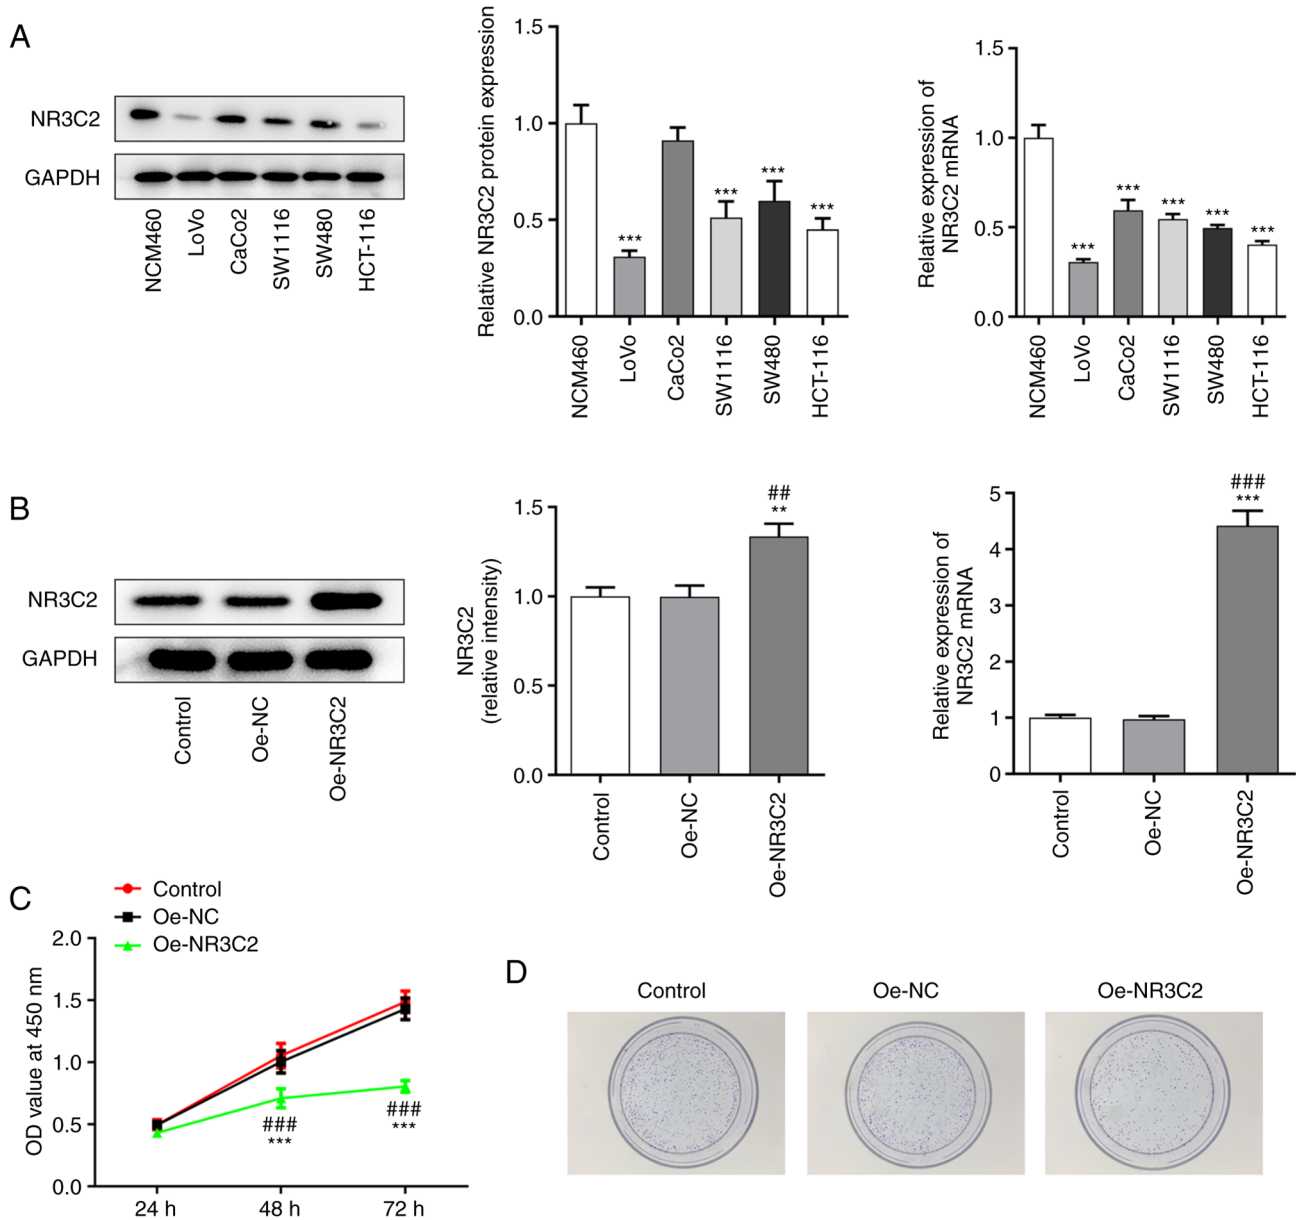 A
NR3C2
GAPDH
NCM460
LoVo
CaCo2
SW1116
SW480
HCT-116
Relative NR3C2 protein expression
1.5
1.0
0.5
0.0
***
***
***
***
NCM460
LoVo
CaCo2
SW1116
SW480
HCT-116
Relative expression of
NR3C2 mRNA
1.5
1.0
0.5
0.0
***
***
***
***
***
NCM460
LoVo
CaCo2
SW1116
SW480
HCT-116
B
NR3C2
GAPDH
Control
Oe-NC
Oe-NR3C2
NR3C2
(relative intensity)
1.5
1.0
0.5
0.0
##
**
Control
Oe-NC
Oe-NR3C2
Relative expression of
NR3C2 mRNA
5
4
3
2
1
0
###
***
Control
Oe-NC
Oe-NR3C2
C
Control
Oe-NC
Oe-NR3C2
OD value at 450 nm
2.0
1.5
1.0
0.5
0.0
###
***
###
***
24 h
48 h
72 h
D
Control
Oe-NC
Oe-NR3C2